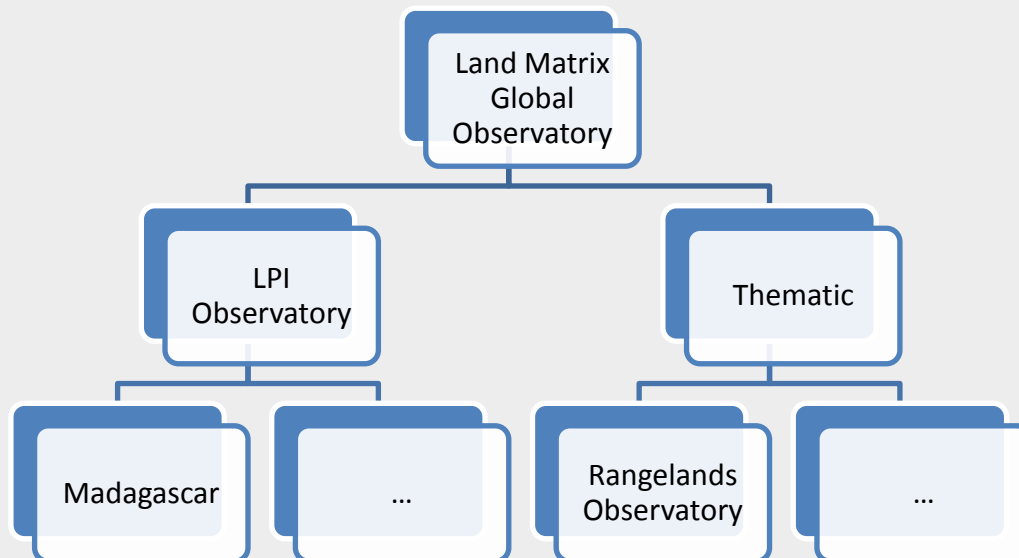 Land Matrix
Global
Observatory
LPI
Observatory
Thematic
Madagascar
...
Rangelands
Observatory
...